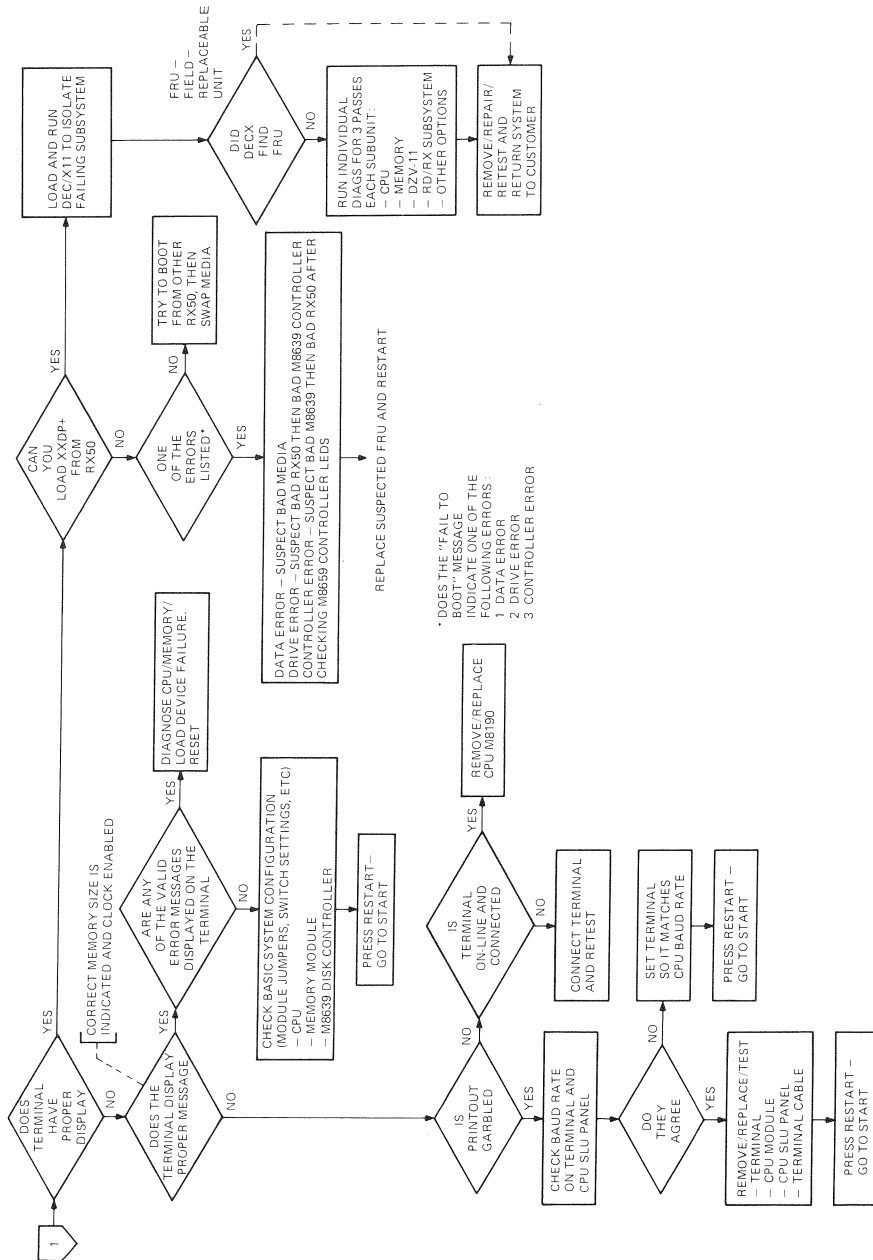 1
DOES
TERMINAL
HAVE
PROPER
DISPLAY
YES
NO
CORRECT MEMORY SIZE IS
INDICATED AND CLOCK ENABLED
DOES THE
TERMINAL DISPLAY
PROPER MESSAGE
YES
NO
ARE ANY
OF THE VALID
ERROR MESSAGES
DISPLAYED ON THE
TERMINAL
YES
NO
DIAGNOSE CPU/MEMORY/
LOAD DEVICE FAILURE.
RESET
CHECK BASIC SYSTEM CONFIGURATION
(MODULE JUMPERS, SWITCH SETTINGS, ETC)
– CPU
– MEMORY MODULE
– M8639 DISK CONTROLLER
PRESS RESTART –
GO TO START
CAN
YOU
LOAD XXDP+
FROM
RX50
YES
NO
ONE
OF THE
ERRORS
LISTED*
NO
YES
TRY TO BOOT
FROM OTHER
RX50, THEN
SWAP MEDIA
DATA ERROR – SUSPECT BAD MEDIA
DRIVE ERROR – SUSPECT BAD RX50 THEN BAD M8639 CONTROLLER
CONTROLLER ERROR – SUSPECT BAD M8639 THEN BAD RX50 AFTER
CHECKING M8659 CONTROLLER LEDS
REPLACE SUSPECTED FRU AND RESTART
LOAD AND RUN
DEC/X11 TO ISOLATE
FAILING SUBSYSTEM
FRU –
FIELD –
REPLACEABLE
UNIT
DID
DECX
FIND
FRU
YES
NO
RUN INDIVIDUAL
DIAGS FOR 3 PASSES
EACH SUBUNIT:
– CPU
– MEMORY
– DZV-11
– RD/RX SUBSYSTEM
– OTHER OPTIONS
REMOVE/REPAIR/
RETEST AND
RETURN SYSTEM
TO CUSTOMER
IS
PRINTOUT
GARBLED
NO
YES
IS
TERMINAL
ON-LINE AND
CONNECTED
YES
NO
REMOVE/REPLACE
CPU M8190
CONNECT TERMINAL
AND RETEST
CHECK BAUD RATE
ON TERMINAL AND
CPU SLU PANEL
DO
THEY
AGREE
NO
YES
SET TERMINAL
SO IT MATCHES
CPU BAUD RATE
PRESS RESTART –
GO TO START
REMOVE/REPLACE/TEST
– TERMINAL
– CPU MODULE
– CPU SLU PANEL
– TERMINAL CABLE
PRESS RESTART –
GO TO START
* DOES THE "FAIL TO
BOOT" MESSAGE
INDICATE ONE OF THE
FOLLOWING ERRORS :
1 DATA ERROR
2 DRIVE ERROR
3 CONTROLLER ERROR